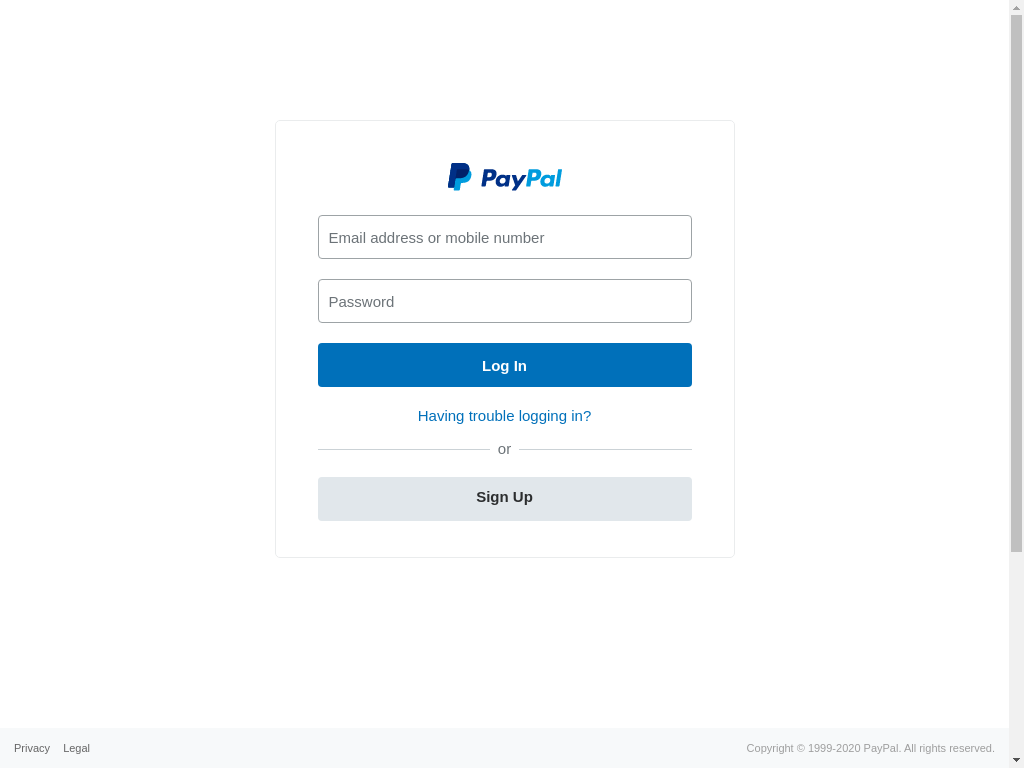 PayPal
Email address or mobile number
Password
Log In
Having trouble logging in?
or
Sign Up
Privacy Legal
Copyright © 1999-2020 PayPal. All rights reserved.